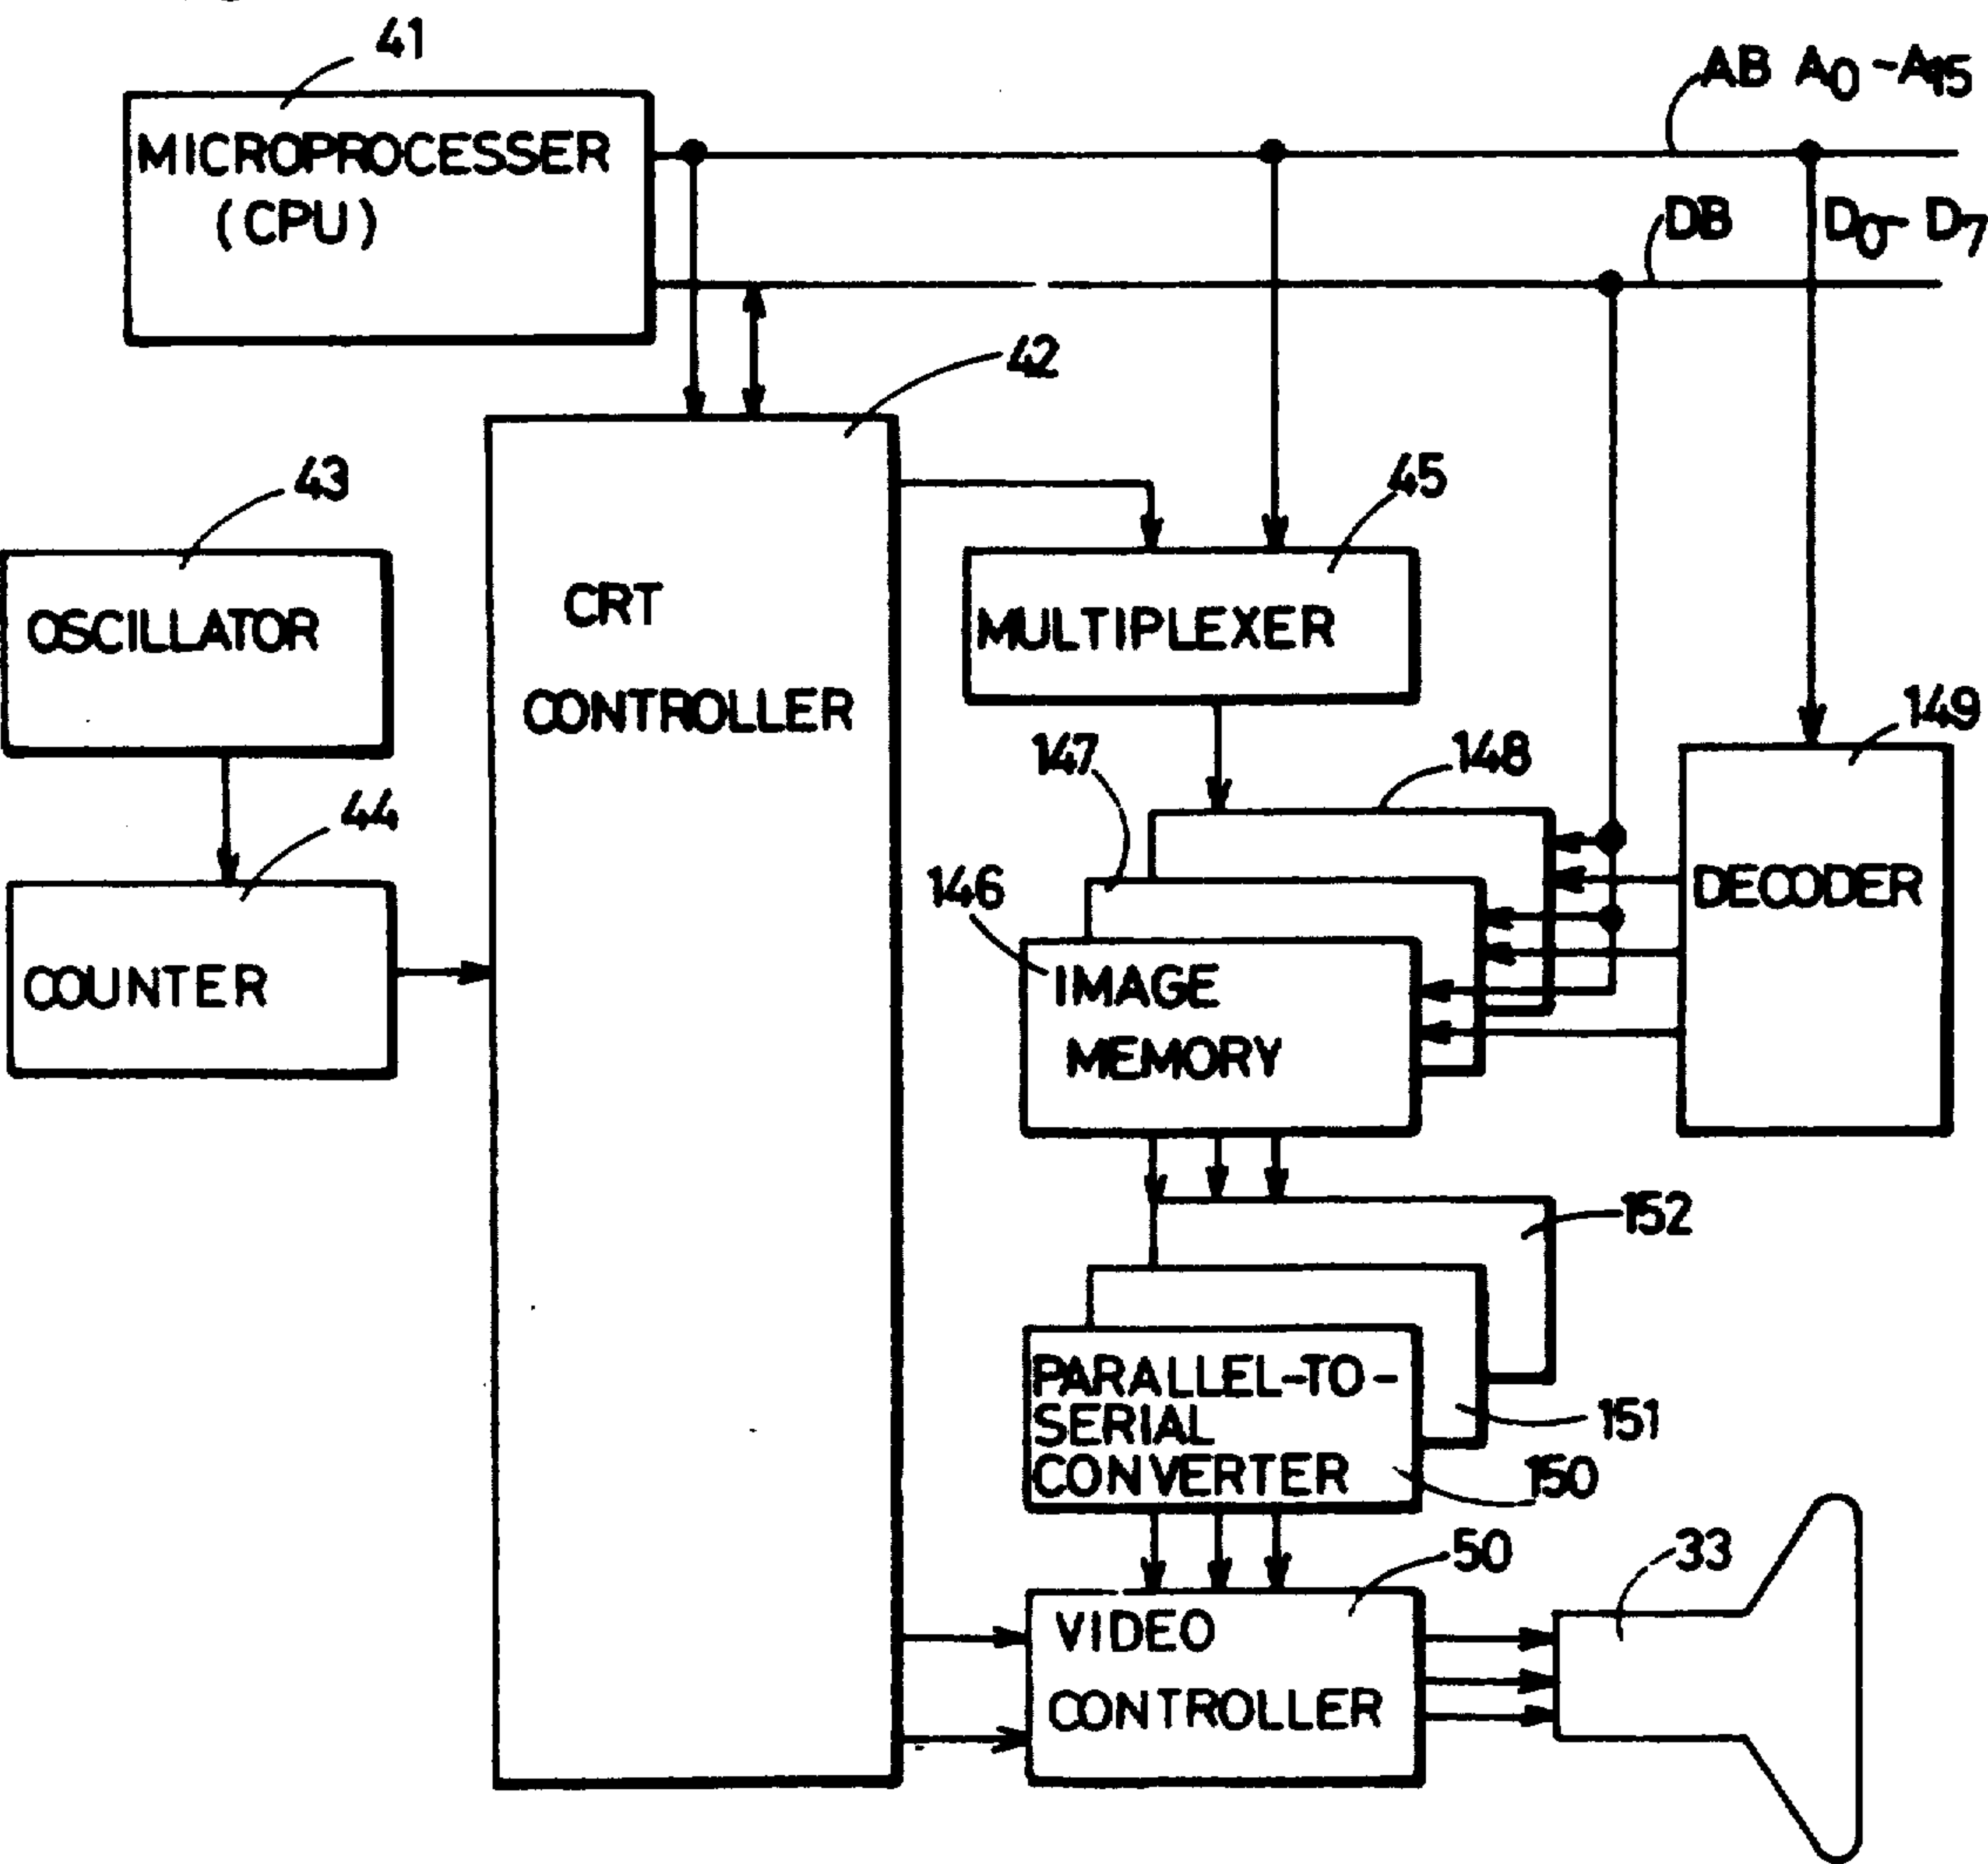 41
AB A0-A15
MICROPROCESSER
(CPU)
DB D0-D7
42
43
45
OSCILLATOR
CRT
CONTROLLER
MULTIPLEXER
149
147
148
44
146
DECODER
COUNTER
IMAGE
MEMORY
152
PARALLEL-TO-
SERIAL
CONVERTER
151
150
50
33
VIDEO
CONTROLLER